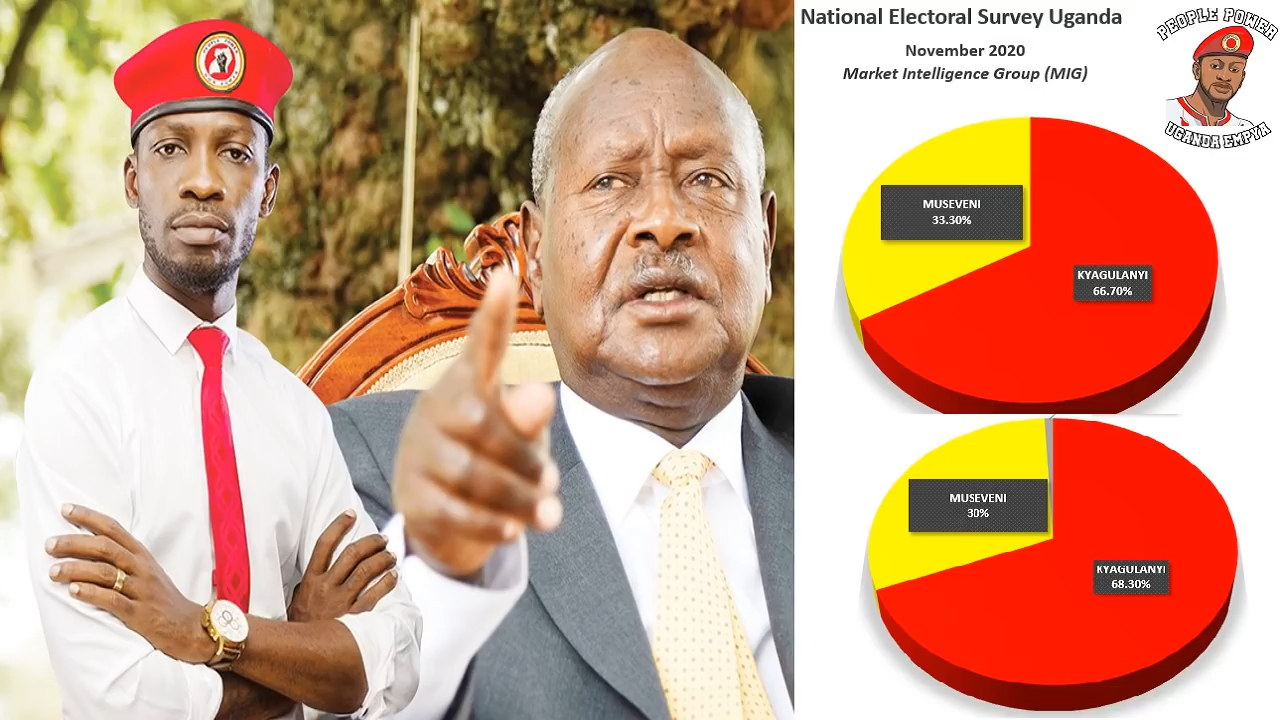 National Electoral Survey Uganda
November 2020
Market Intelligence Group (MIG)
PEOPLE POWER
UGANDA EMPYA
MUSEVENI
33.30%
KYAGULANYI
66.70%
MUSEVENI
30%
KYAGULANYI
68.30%